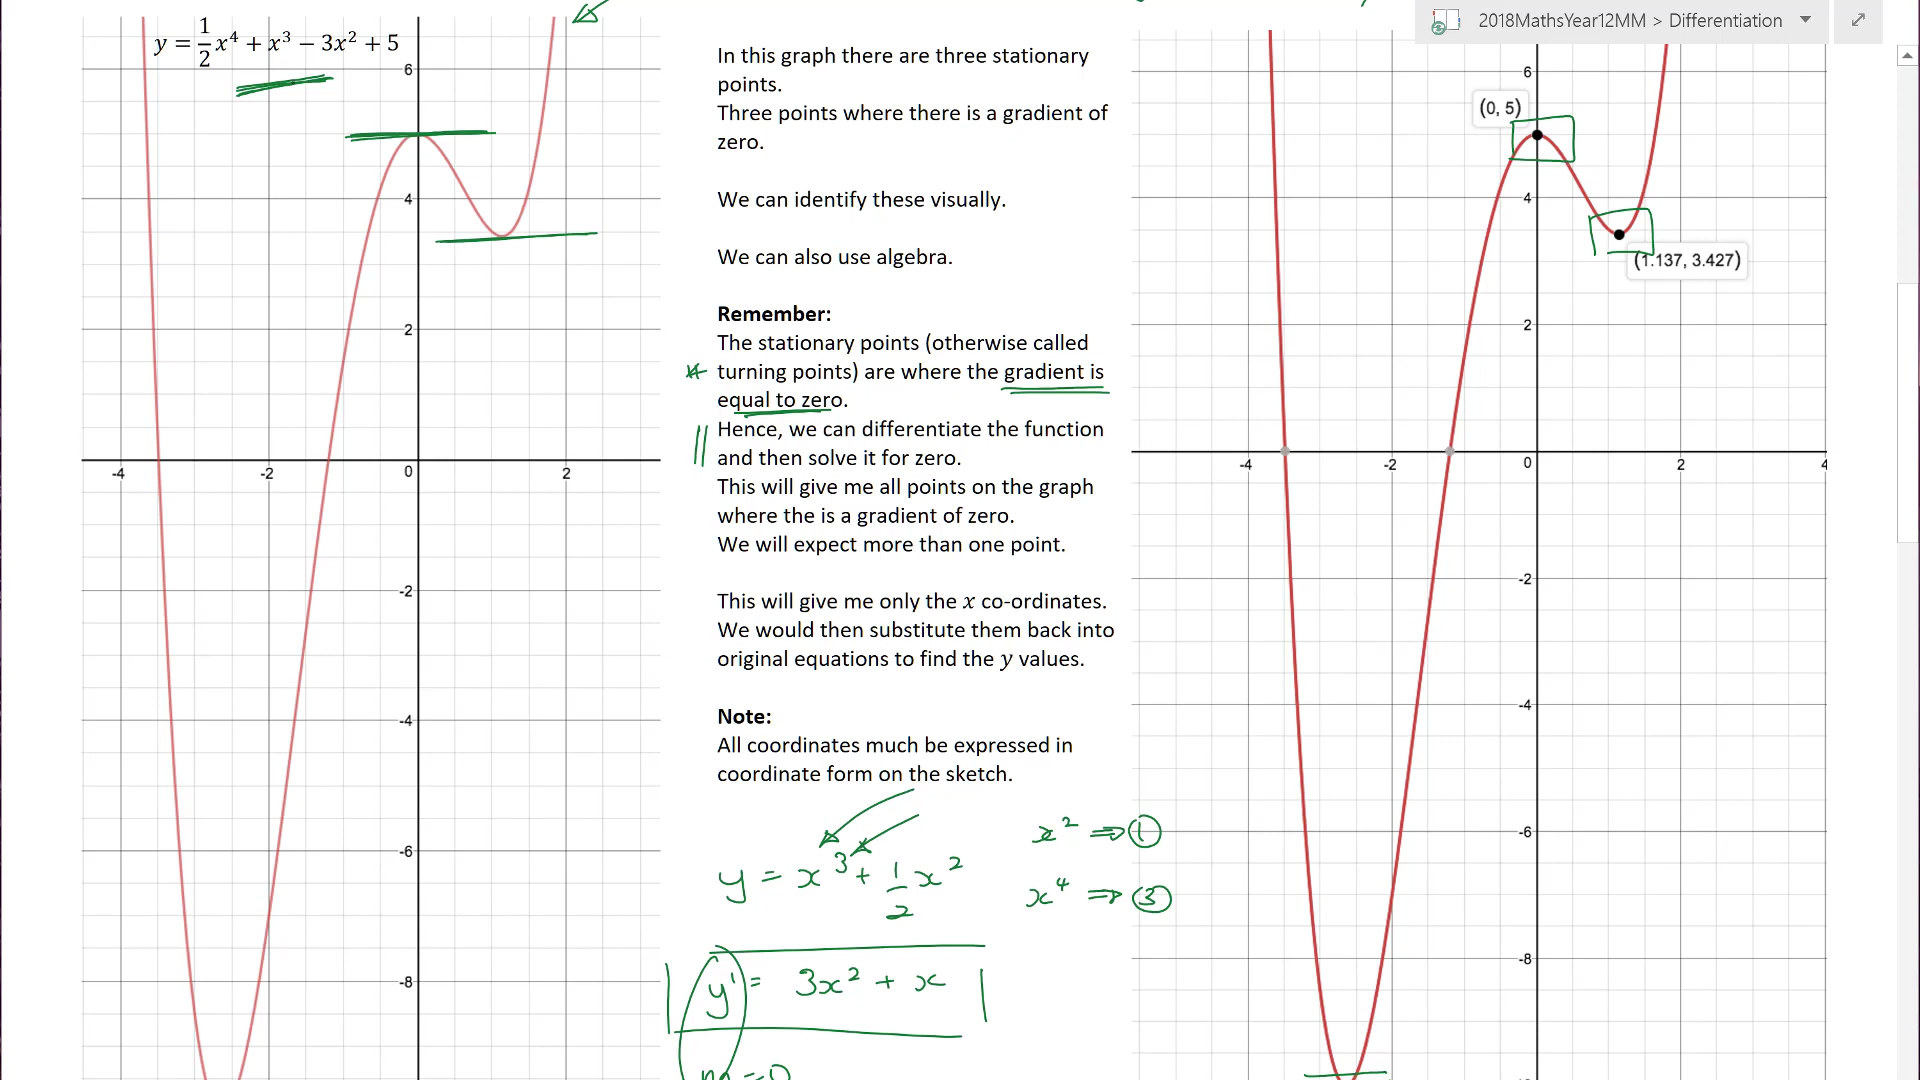 2018MathsYear12MM > Differentiation
y = 1/2 x⁴ + x³ − 3x² + 5
6
4
2
-4
-2
0
2
-2
-4
-6
-8
In this graph there are three stationary
points.
Three points where there is a gradient of
zero.
We can identify these visually.
We can also use algebra.
Remember:
The stationary points (otherwise called
turning points) are where the gradient is
equal to zero.
Hence, we can differentiate the function
and then solve it for zero.
This will give me all points on the graph
where the is a gradient of zero.
We will expect more than one point.
This will give me only the x co-ordinates.
We would then substitute them back into
original equations to find the y values.
Note:
All coordinates much be expressed in
coordinate form on the sketch.
y = x³ + 1/2 x²
x² ⇒ 1
x⁴ ⇒ 3
y' = 3x² + x
= 0
6
(0, 5)
4
(1.137, 3.427)
2
-4
-2
0
2
4
-2
-4
-6
-8